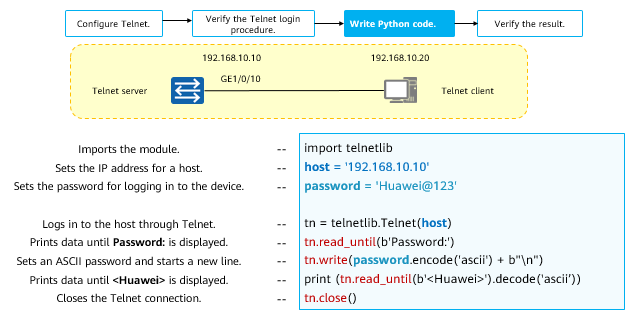 Configure Telnet.
Verify the Telnet login
procedure.
Write Python code.
Verify the result.
192.168.10.10
192.168.10.20
Telnet server
GE1/0/10
Telnet client
Imports the module. -- import telnetlib
Sets the IP address for a host. -- host = '192.168.10.10'
Sets the password for logging in to the device. -- password = 'Huawei@123'
Logs in to the host through Telnet. -- tn = telnetlib.Telnet(host)
Prints data until Password: is displayed. -- tn.read_until(b'Password:')
Sets an ASCII password and starts a new line. -- tn.write(password.encode('ascii') + b"\n")
Prints data until <Huawei> is displayed. -- print (tn.read_until(b'<Huawei>').decode('ascii'))
Closes the Telnet connection. -- tn.close()